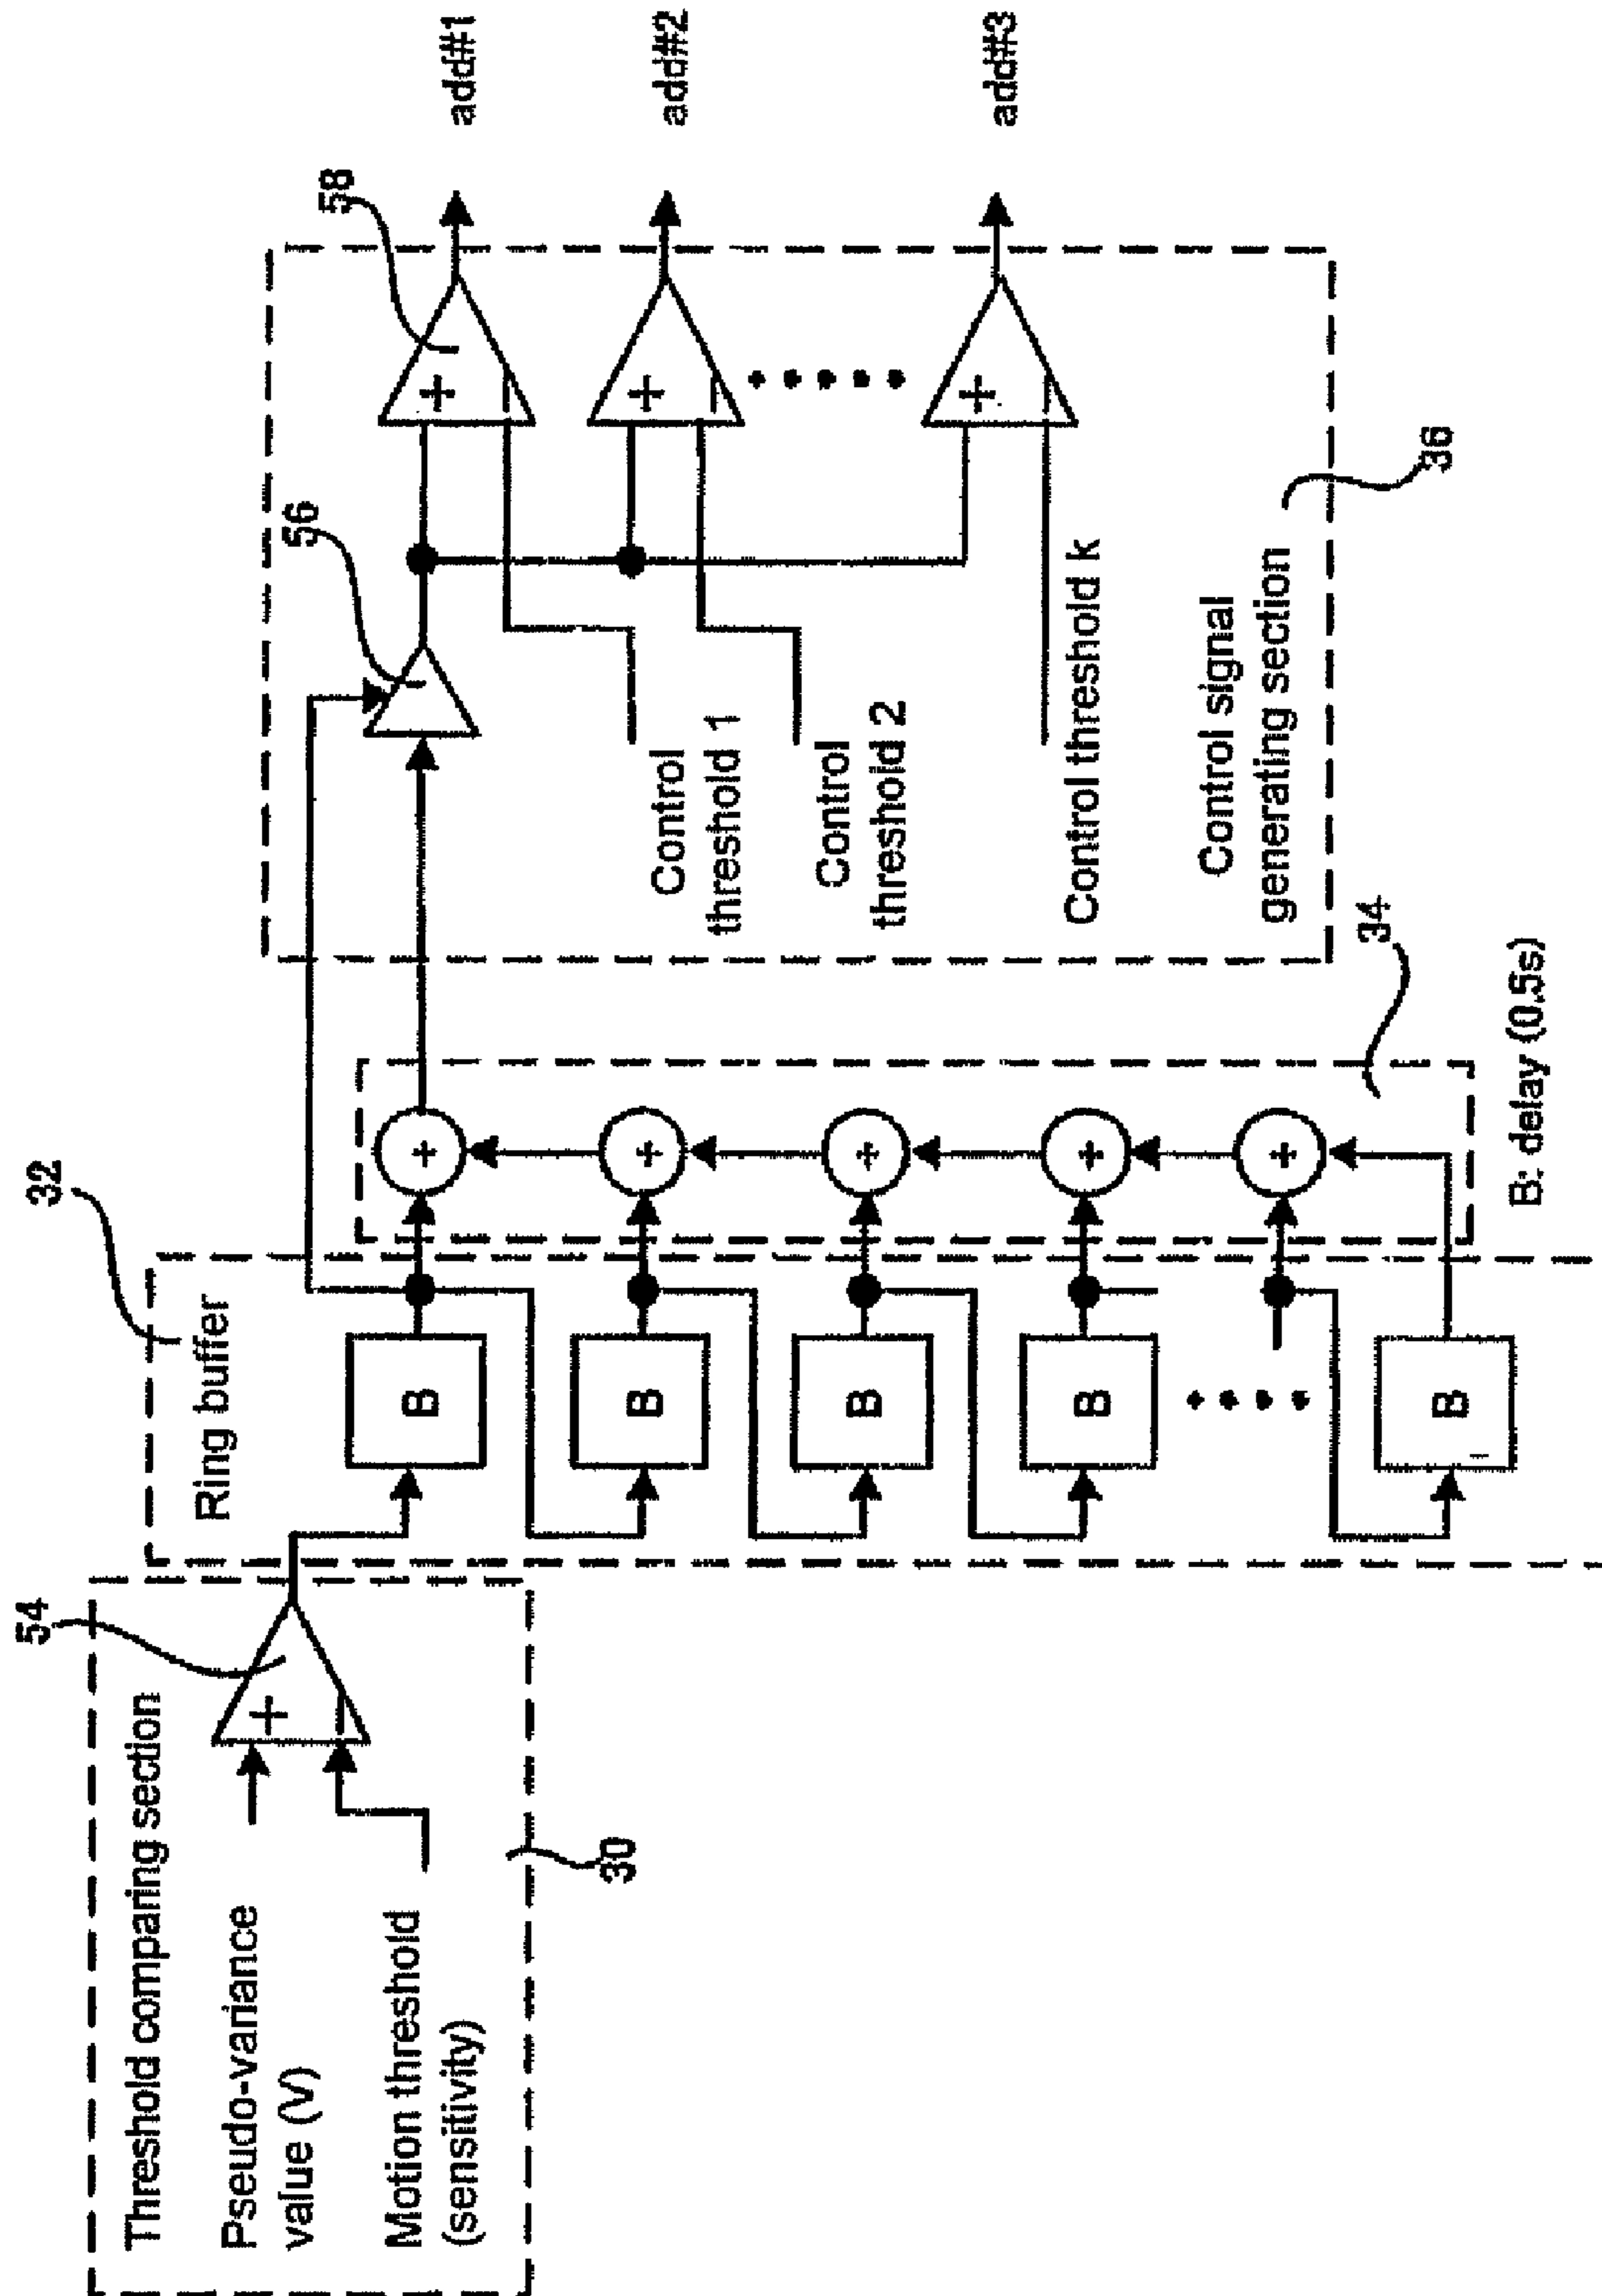 Threshold comparing section
54
Pseudo-variance
value (V)
+
−
Motion threshold
(sensitivity)
30
32
Ring buffer
B
B
B
B
B
+
+
+
+
+
34
B: delay (0.5s)
56
58
+
−
+
−
+
−
Control
threshold 1
Control
threshold 2
Control threshold k
Control signal
generating section
36
add#1
add#2
add#3